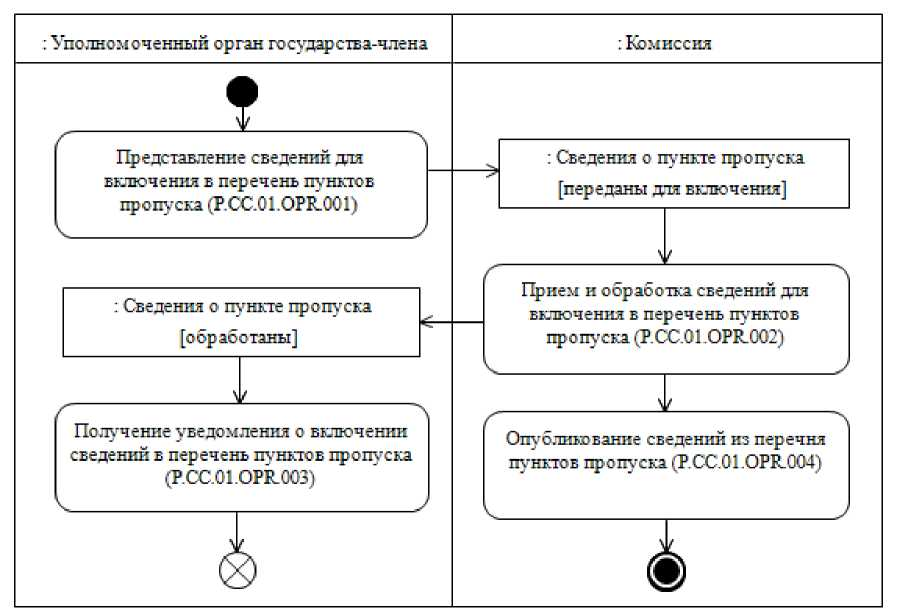 : Уполномоченный орган государства-члена
: Комиссия
Представление сведений для
включения в перечень пунктов
пропуска (P.CC.01.OPR.001)
: Сведения о пункте пропуска
[переданы для включения]
Прием и обработка сведений для
включения в перечень пунктов
пропуска (P.CC.01.OPR.002)
: Сведения о пункте пропуска
[обработаны]
Получение уведомления о включении
сведений в перечень пунктов пропуска
(P.CC.01.OPR.003)
Опубликование сведений из перечня
пунктов пропуска (P.CC.01.OPR.004)